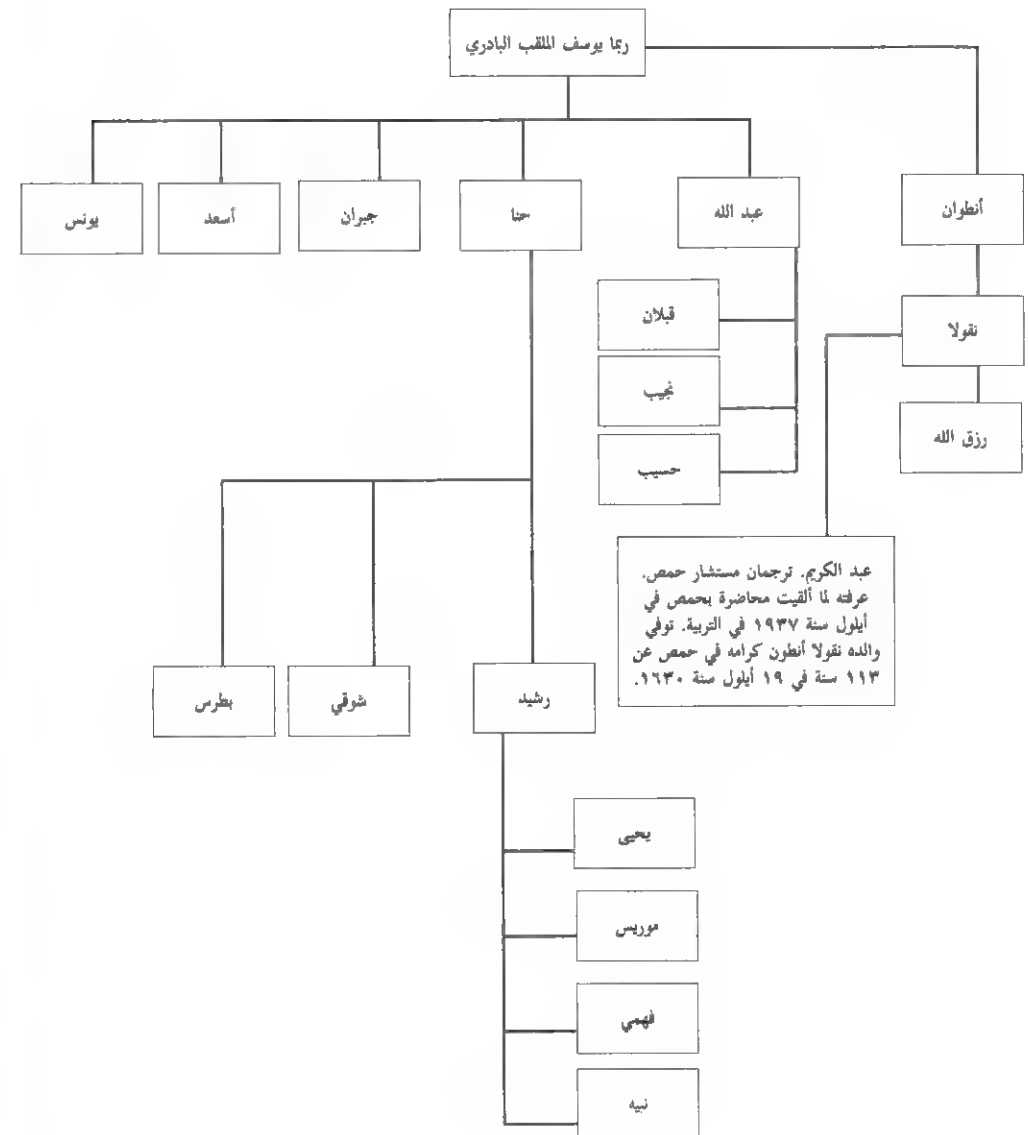 ربما يوسف الملقب البادري
أنطوان
عبد الله
حنا
جبران
أسعد
يونس
قبلان
نجيب
حسيب
نقولا
رزق الله
عبد الكريم. ترجمان مستشار حمص.
عرفته لما ألقيت محاضرة بحمص في
أيلول سنة ١٩٣٧ في التربية. توفي
والده نقولا أنطون كرامه في حمص عن
١١٣ سنة في ١٩ أيلول سنة ١٦٣٠.
رشيد
شوقي
بطرس
يحيى
موريس
فهمي
نبيه